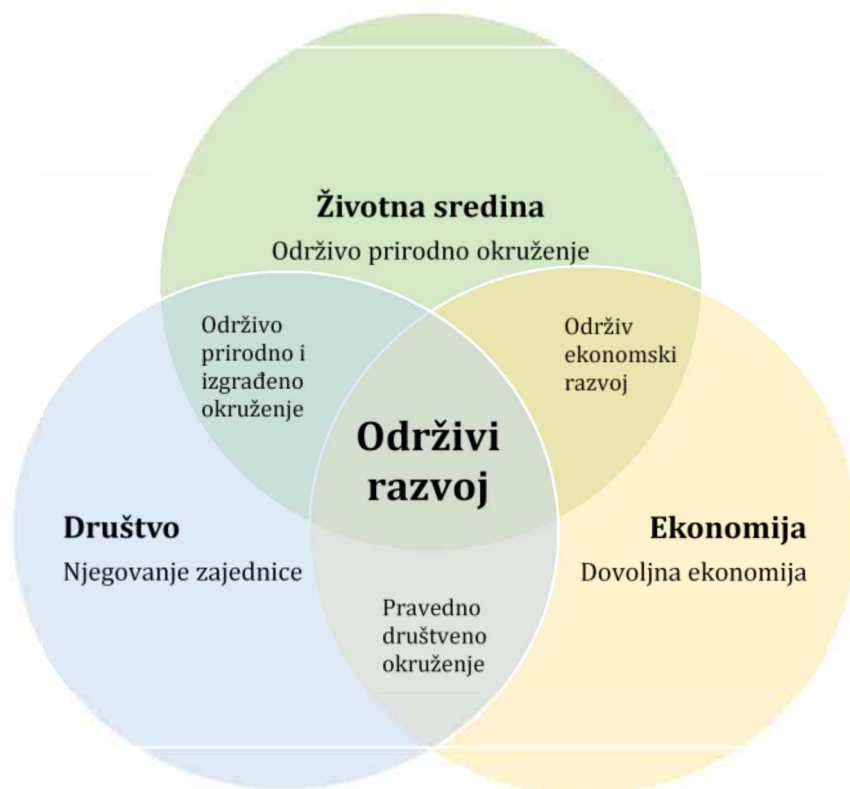 Životna sredina
Održivo prirodno okruženje
Održivo
prirodno i
izgrađeno
okruženje
Održiv
ekonomski
razvoj
Održivi
razvoj
Društvo
Njegovanje zajednice
Ekonomija
Dovoljna ekonomija
Pravedno
društveno
okruženje